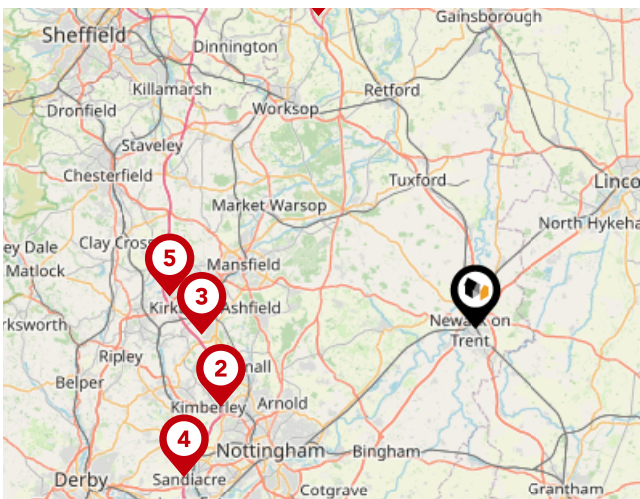 Gainsborough
Sheffield
Dinnington
Killamarsh
Retford
Worksop
Dronfield
Staveley
Chesterfield
Tuxford
Linco
Market Warsop
North Hykeha
ey Dale
Clay Cross
5
Mansfield
Matlock
3
Kirk
Ashfield
rksworth
Newark on
Trent
Ripley
2
nall
Belper
Kimberley
Arnold
4
Nottingham
Bingham
Derby
Sandiacre
Cotgrave
Grantham